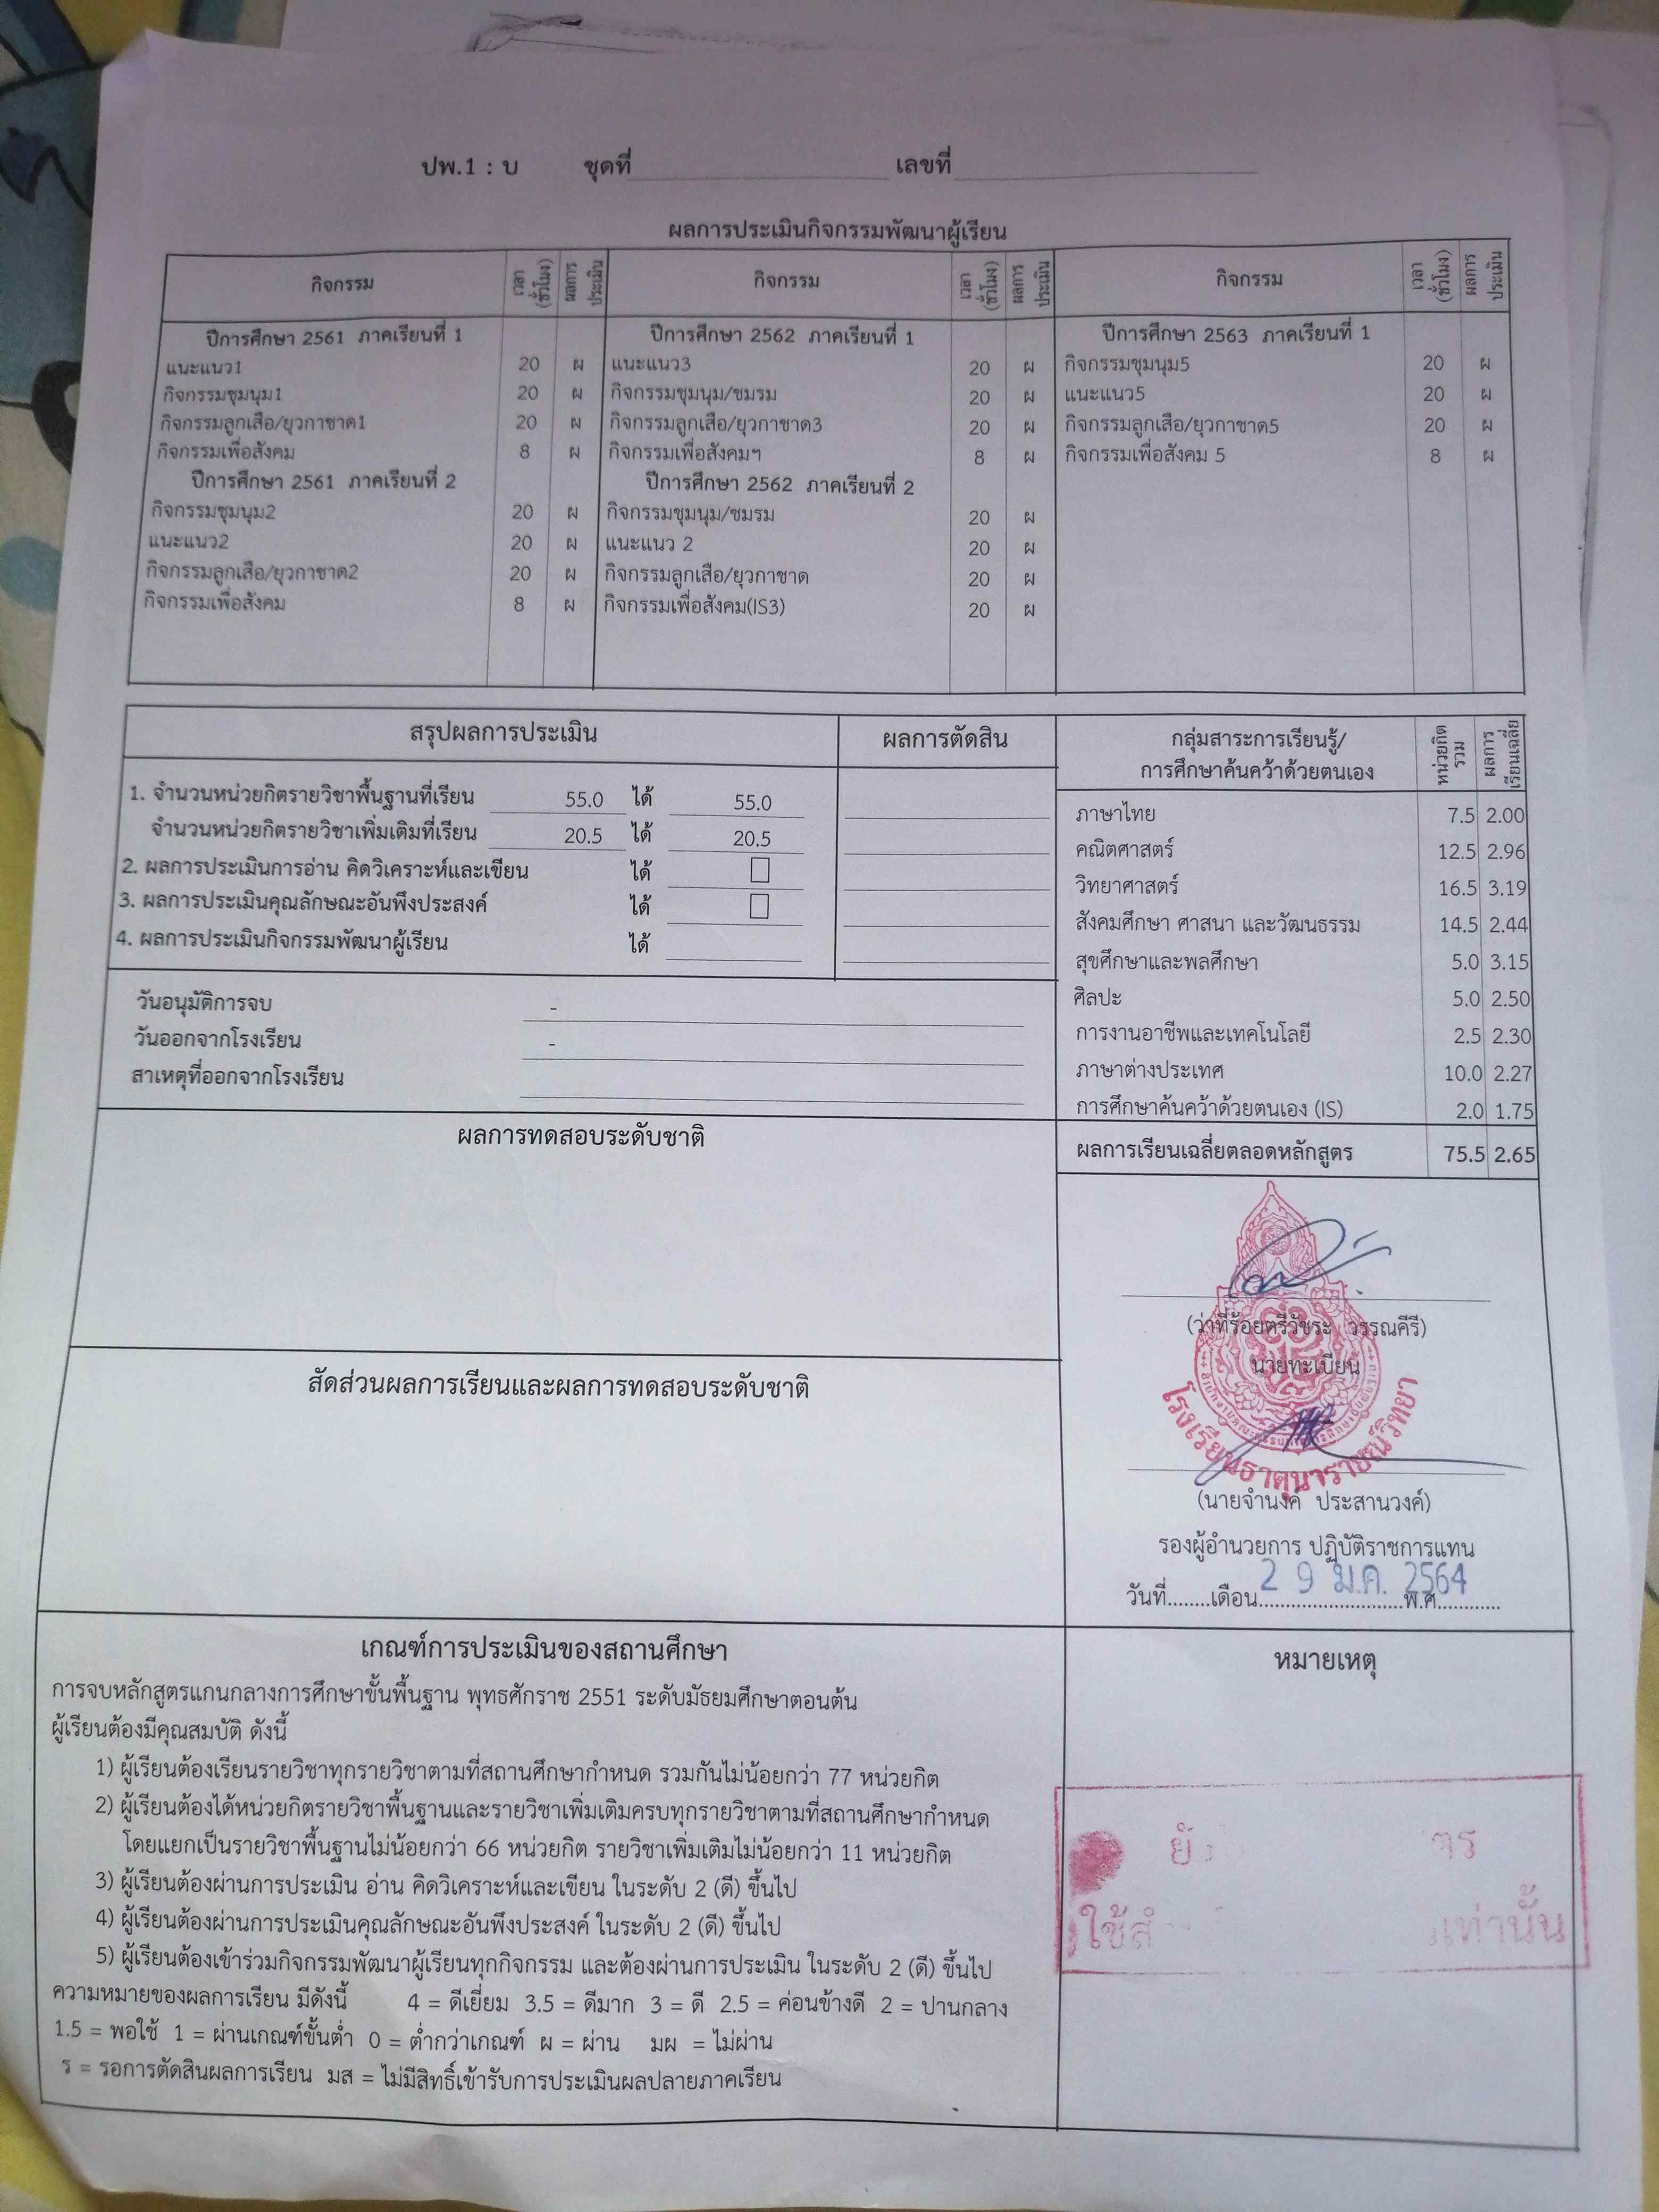 ปพ.1 : บ ชุดที่ เลขที่
ผลการประเมินกิจกรรมพัฒนาผู้เรียน
กิจกรรม เวลา (ชั่วโมง) ผลการประเมิน กิจกรรม เวลา (ชั่วโมง) ผลการประเมิน กิจกรรม เวลา (ชั่วโมง) ผลการประเมิน
ปีการศึกษา 2561 ภาคเรียนที่ 1 ปีการศึกษา 2562 ภาคเรียนที่ 1 ปีการศึกษา 2563 ภาคเรียนที่ 1
แนะแนว1 20 ผ แนะแนว3 20 ผ กิจกรรมชุมนุม5 20 ผ
กิจกรรมชุมนุม1 20 ผ กิจกรรมชุมนุม/ชมรม 20 ผ แนะแนว5 20 ผ
กิจกรรมลูกเสือ/ยุวกาชาด1 20 ผ กิจกรรมลูกเสือ/ยุวกาชาด3 20 ผ กิจกรรมลูกเสือ/ยุวกาชาด5 20 ผ
กิจกรรมเพื่อสังคม 8 ผ กิจกรรมเพื่อสังคมฯ 8 ผ กิจกรรมเพื่อสังคม 5 8 ผ
ปีการศึกษา 2561 ภาคเรียนที่ 2 ปีการศึกษา 2562 ภาคเรียนที่ 2
กิจกรรมชุมนุม2 20 ผ กิจกรรมชุมนุม/ชมรม 20 ผ
แนะแนว2 20 ผ แนะแนว 2 20 ผ
กิจกรรมลูกเสือ/ยุวกาชาด2 20 ผ กิจกรรมลูกเสือ/ยุวกาชาด 20 ผ
กิจกรรมเพื่อสังคม 8 ผ กิจกรรมเพื่อสังคม(IS3) 20 ผ
สรุปผลการประเมิน ผลการตัดสิน
1. จำนวนหน่วยกิตรายวิชาพื้นฐานที่เรียน 55.0 ได้ 55.0
จำนวนหน่วยกิตรายวิชาเพิ่มเติมที่เรียน 20.5 ได้ 20.5
2. ผลการประเมินการอ่าน คิดวิเคราะห์และเขียน ได้
3. ผลการประเมินคุณลักษณะอันพึงประสงค์ ได้
4. ผลการประเมินกิจกรรมพัฒนาผู้เรียน ได้
วันอนุมัติการจบ -
วันออกจากโรงเรียน -
สาเหตุที่ออกจากโรงเรียน
กลุ่มสาระการเรียนรู้/ การศึกษาค้นคว้าด้วยตนเอง หน่วยกิตรวม ผลการเรียนเฉลี่ย
ภาษาไทย 7.5 2.00
คณิตศาสตร์ 12.5 2.96
วิทยาศาสตร์ 16.5 3.19
สังคมศึกษา ศาสนา และวัฒนธรรม 14.5 2.44
สุขศึกษาและพลศึกษา 5.0 3.15
ศิลปะ 5.0 2.50
การงานอาชีพและเทคโนโลยี 2.5 2.30
ภาษาต่างประเทศ 10.0 2.27
การศึกษาค้นคว้าด้วยตนเอง (IS) 2.0 1.75
ผลการเรียนเฉลี่ยตลอดหลักสูตร 75.5 2.65
ผลการทดสอบระดับชาติ
สัดส่วนผลการเรียนและผลการทดสอบระดับชาติ
(ว่าที่ร้อยตรีวัชระ วรรณคีรี)
นายทะเบียน
โรงเรียนธาตุนารายณ์วิทยา
(นายจำนงค์ ประสานวงค์)
รองผู้อำนวยการ ปฏิบัติราชการแทน
29 ม.ค. 2564
วันที่........เดือน..........................พ.ศ............
เกณฑ์การประเมินของสถานศึกษา
การจบหลักสูตรแกนกลางการศึกษาขั้นพื้นฐาน พุทธศักราช 2551 ระดับมัธยมศึกษาตอนต้น
ผู้เรียนต้องมีคุณสมบัติ ดังนี้
1) ผู้เรียนต้องเรียนรายวิชาทุกรายวิชาตามที่สถานศึกษากำหนด รวมกันไม่น้อยกว่า 77 หน่วยกิต
2) ผู้เรียนต้องได้หน่วยกิตรายวิชาพื้นฐานและรายวิชาเพิ่มเติมครบทุกรายวิชาตามที่สถานศึกษากำหนด
โดยแยกเป็นรายวิชาพื้นฐานไม่น้อยกว่า 66 หน่วยกิต รายวิชาเพิ่มเติมไม่น้อยกว่า 11 หน่วยกิต
3) ผู้เรียนต้องผ่านการประเมิน อ่าน คิดวิเคราะห์และเขียน ในระดับ 2 (ดี) ขึ้นไป
4) ผู้เรียนต้องผ่านการประเมินคุณลักษณะอันพึงประสงค์ ในระดับ 2 (ดี) ขึ้นไป
5) ผู้เรียนต้องเข้าร่วมกิจกรรมพัฒนาผู้เรียนทุกกิจกรรม และต้องผ่านการประเมิน ในระดับ 2 (ดี) ขึ้นไป
ความหมายของผลการเรียน มีดังนี้ 4 = ดีเยี่ยม 3.5 = ดีมาก 3 = ดี 2.5 = ค่อนข้างดี 2 = ปานกลาง
1.5 = พอใช้ 1 = ผ่านเกณฑ์ขั้นต่ำ 0 = ต่ำกว่าเกณฑ์ ผ = ผ่าน มผ = ไม่ผ่าน
ร = รอการตัดสินผลการเรียน มส = ไม่มีสิทธิ์เข้ารับการประเมินผลปลายภาคเรียน
หมายเหตุ
เท่านั้น